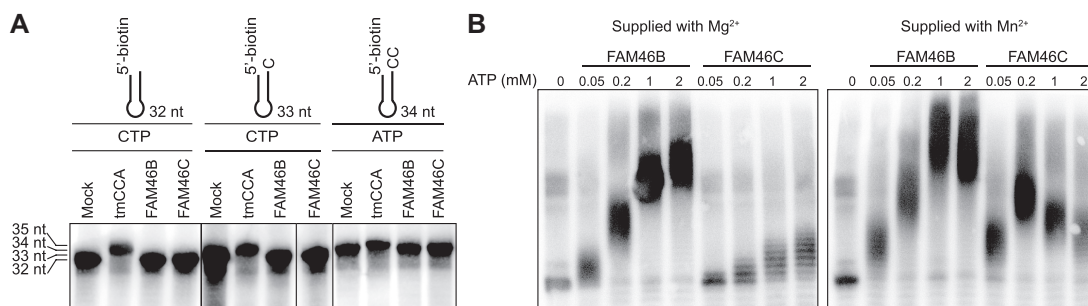 A
5'-biotin
5'-biotin C
5'-biotin CC
32 nt
33 nt
34 nt
CTP
CTP
ATP
Mock tmCCA FAM46B FAM46C Mock tmCCA FAM46B FAM46C Mock tmCCA FAM46B FAM46C
35 nt
34 nt
33 nt
32 nt
B
Supplied with Mg²⁺
Supplied with Mn²⁺
FAM46B FAM46C FAM46B FAM46C
ATP (mM) 0 0.05 0.2 1 2 0.05 0.2 1 2 0 0.05 0.2 1 2 0.05 0.2 1 2